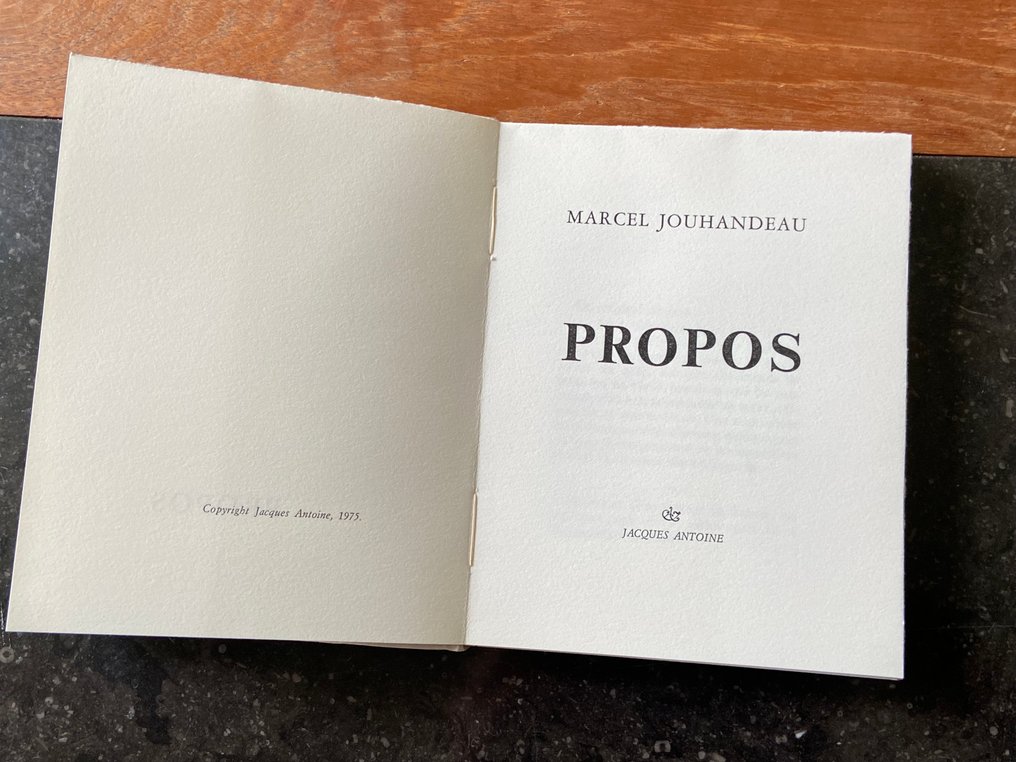 Copyright Jacques Antoine, 1975.
MARCEL JOUHANDEAU
PROPOS
JACQUES ANTOINE